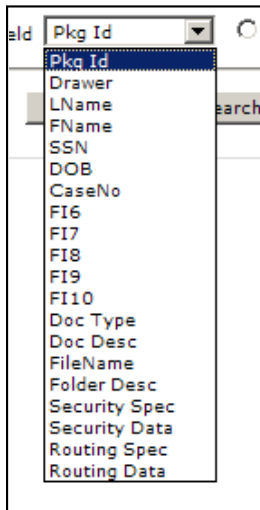 eld Pkg Id
Pkg Id
Drawer
earch
LName
FName
SSN
DOB
CaseNo
FI6
FI7
FI8
FI9
FI10
Doc Type
Doc Desc
FileName
Folder Desc
Security Spec
Security Data
Routing Spec
Routing Data